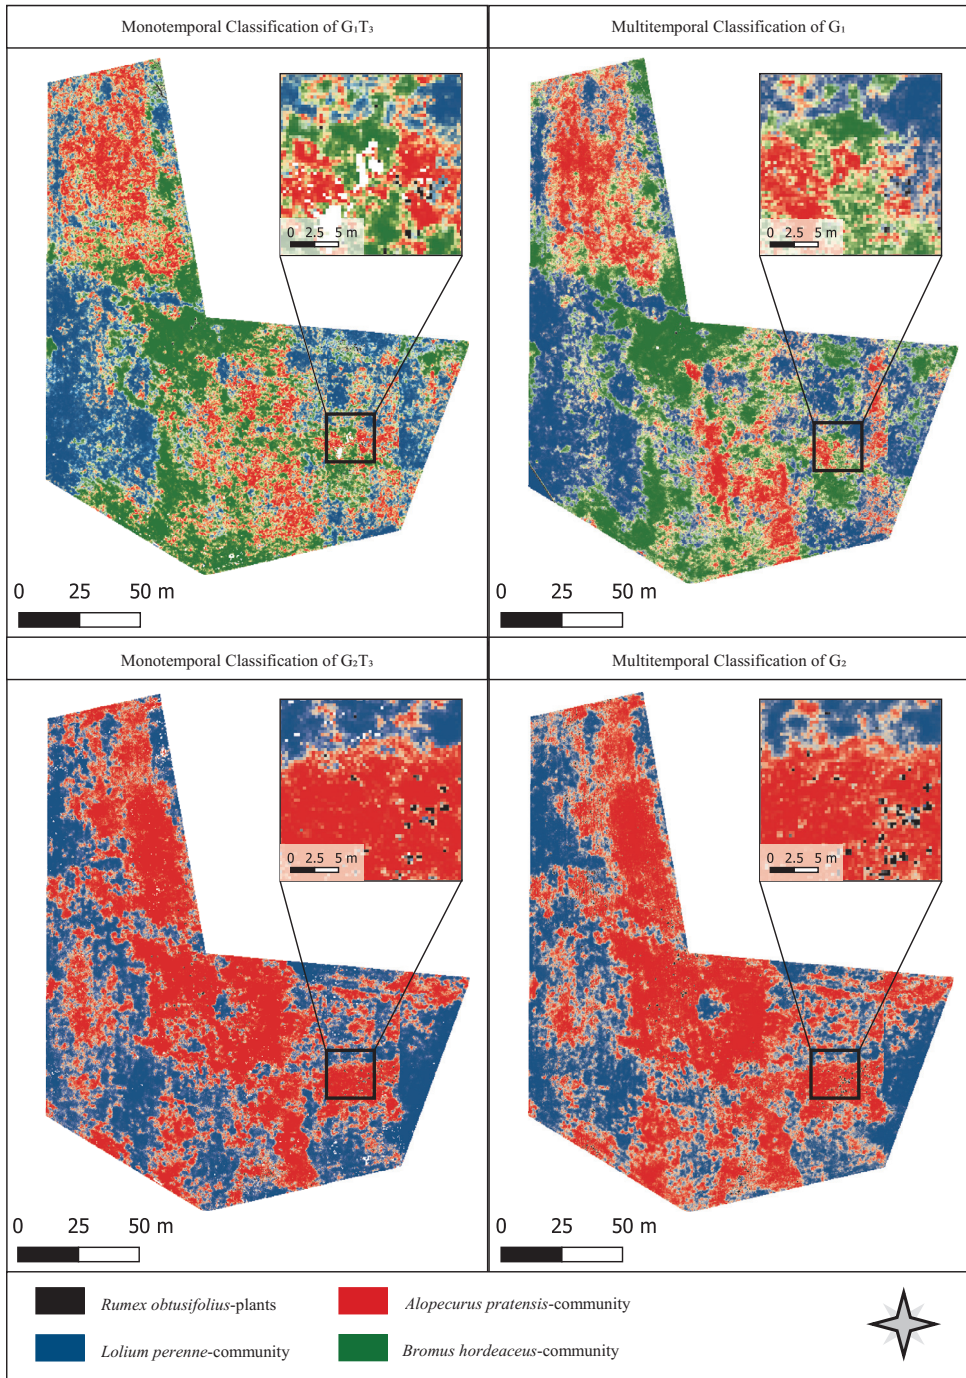 Monotemporal Classification of G₁T₃
Multitemporal Classification of G₁
0 2.5 5 m
0 2.5 5 m
0 25 50 m
0 25 50 m
Monotemporal Classification of G₂T₃
Multitemporal Classification of G₂
0 2.5 5 m
0 2.5 5 m
0 25 50 m
0 25 50 m
Rumex obtusifolius-plants
Alopecurus pratensis-community
Lolium perenne-community
Bromus hordeaceus-community